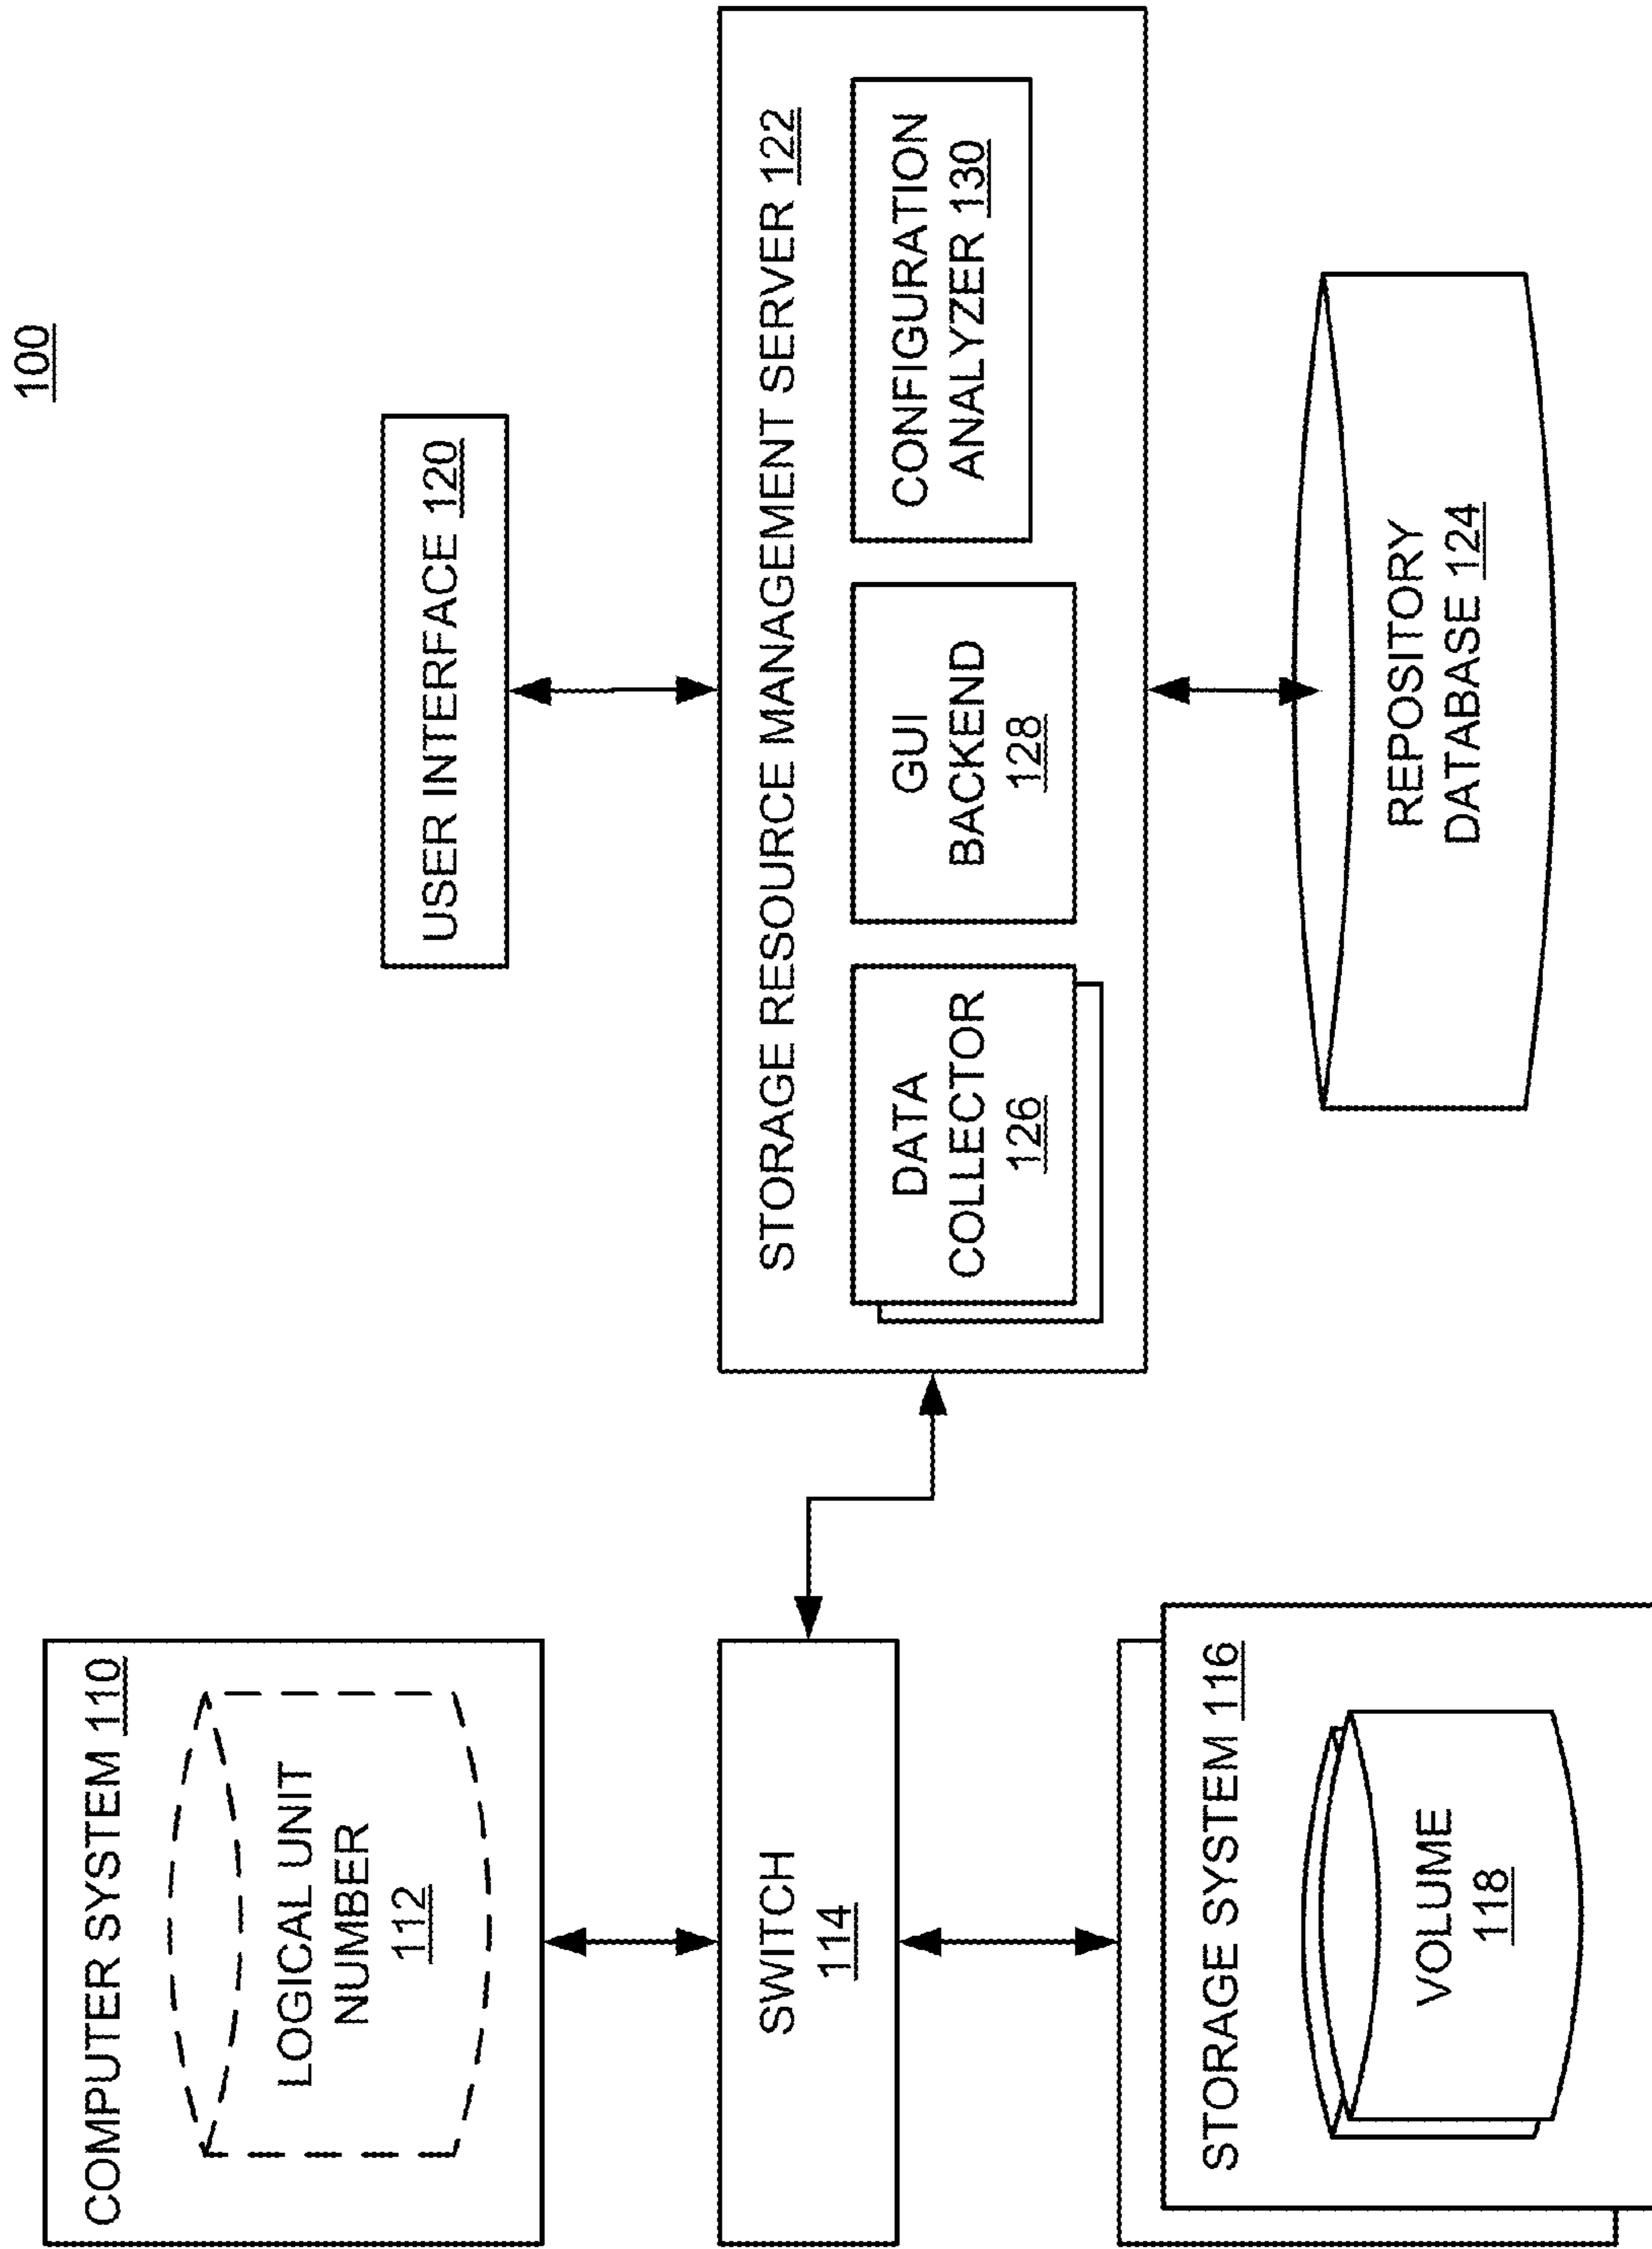 100
COMPUTER SYSTEM 110
LOGICAL UNIT
NUMBER
112
SWITCH
114
STORAGE SYSTEM 116
VOLUME
118
USER INTERFACE 120
STORAGE RESOURCE MANAGEMENT SERVER 122
DATA
COLLECTOR
126
GUI
BACKEND
128
CONFIGURATION
ANALYZER 130
REPOSITORY
DATABASE 124